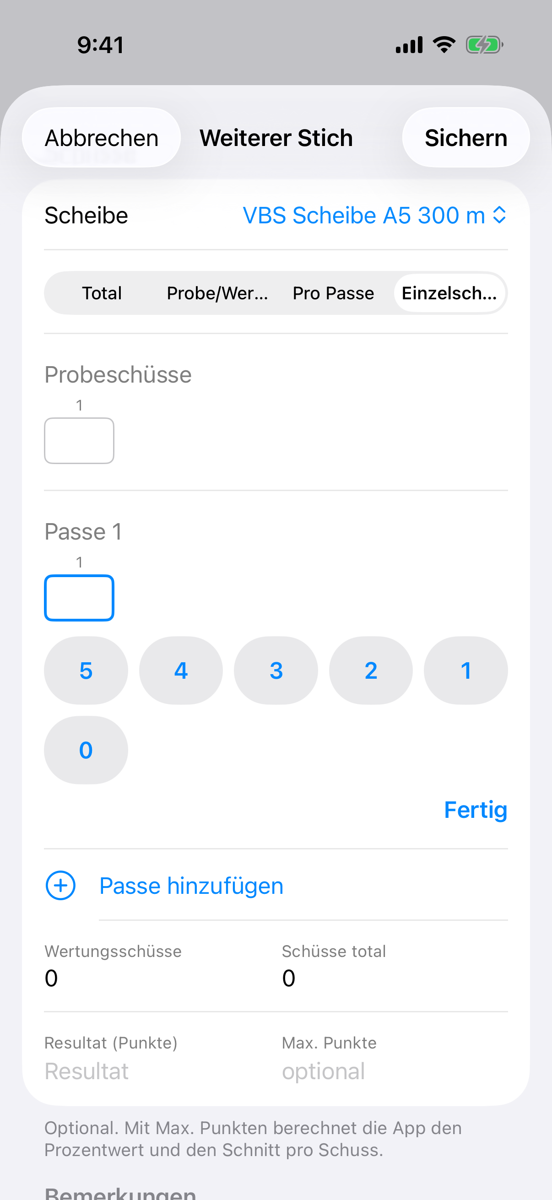 9:41
Abbrechen
Weiterer Stich
Sichern
Scheibe
VBS Scheibe A5 300 m
Total
Probe/Wer...
Pro Passe
Einzelsch...
Probeschüsse
1
Passe 1
1
5
4
3
2
1
0
Fertig
Passe hinzufügen
Wertungsschüsse
Schüsse total
0
0
Resultat (Punkte)
Max. Punkte
Resultat
optional
Optional. Mit Max. Punkten berechnet die App den
Prozentwert und den Schnitt pro Schuss.
Bemerkungen